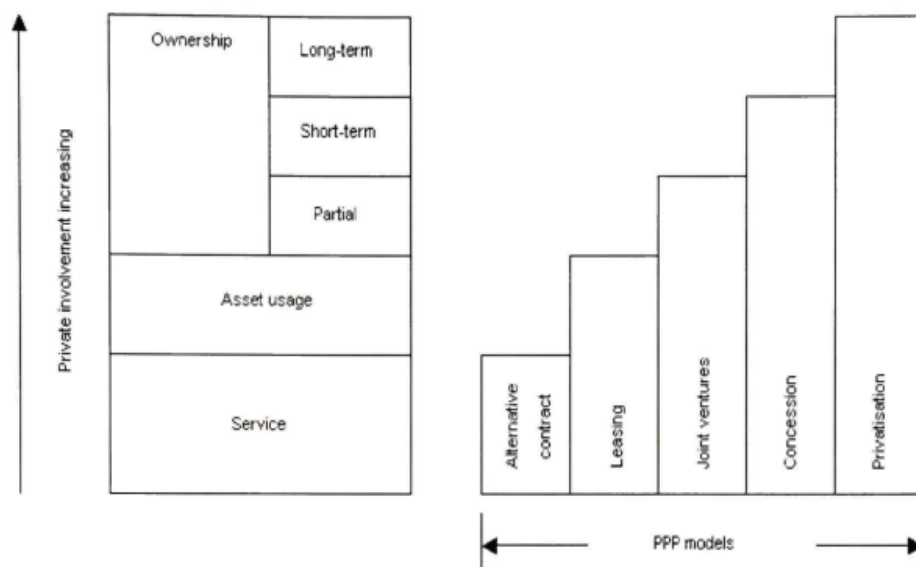 Private involvement increasing
Ownership
Long-term
Short-term
Partial
Asset usage
Service
Alternative
contract
Leasing
Joint ventures
Concession
Privatisation
PPP models